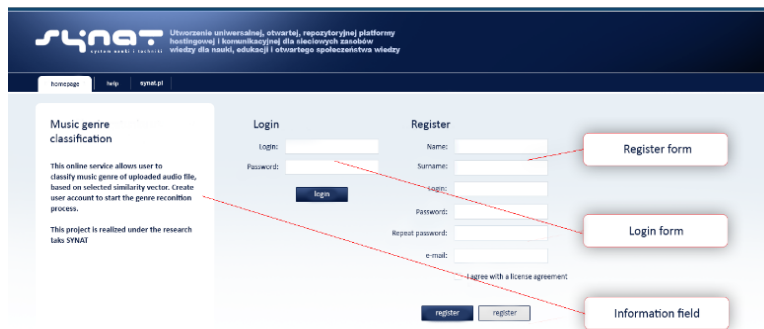 synat
system nauki i techniki
Utworzenie uniwersalnej, otwartej, repozytoryjnej platformy
hostingowej i komunikacyjnej dla sieciowych zasobów
wiedzy dla nauki, edukacji i otwartego społeczeństwa wiedzy
homepage help synat.pl
Music genre
classification
This online service allows user to
classify music genre of uploaded audio file,
based on selected similarity vector. Create
user account to start the genre reconition
process.
This project is realized under the research
taks SYNAT
Login
Login:
Password:
login
Register
Name:
Surname:
Login:
Password:
Repeat password:
e-mail:
I agree with a license agreement
register register
Register form
Login form
Information field